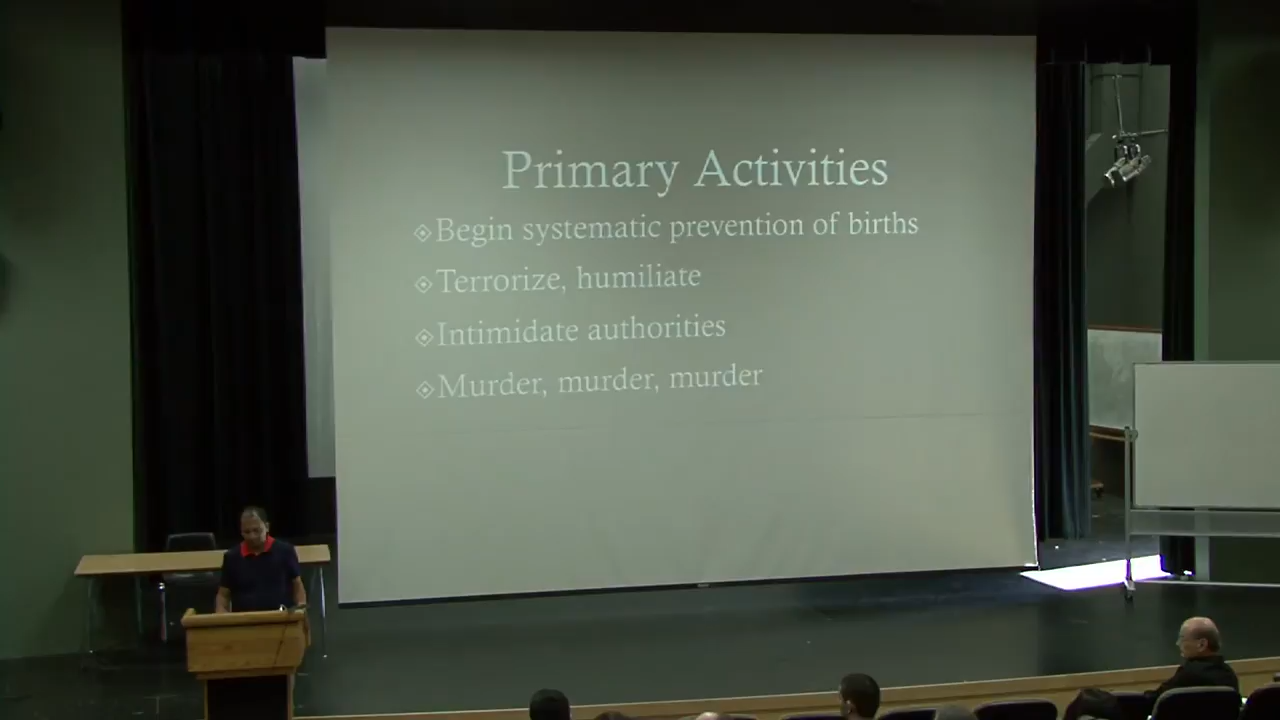 Primary Activities
Begin systematic prevention of births
Terrorize, humiliate
Intimidate authorities
Murder, murder, murder